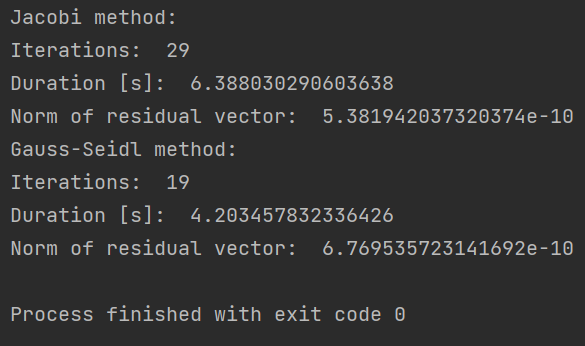 Jacobi method:
Iterations:  29
Duration [s]:  6.388030290603638
Norm of residual vector:  5.381942037320374e-10
Gauss-Seidl method:
Iterations:  19
Duration [s]:  4.203457832336426
Norm of residual vector:  6.769535723141692e-10
Process finished with exit code 0